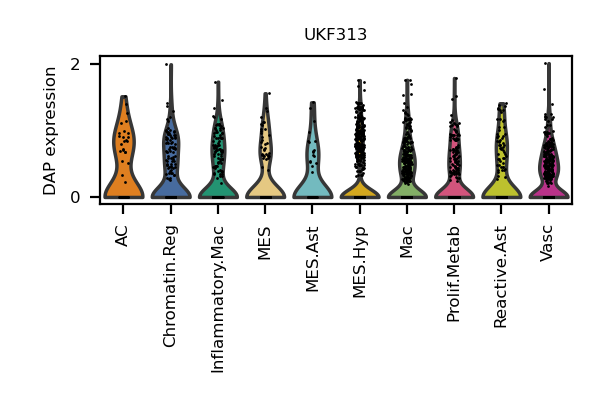 UKF313
DAP expression
2
0
AC
Chromatin.Reg
Inflammatory.Mac
MES
MES.Ast
MES.Hyp
Mac
Prolif.Metab
Reactive.Ast
Vasc